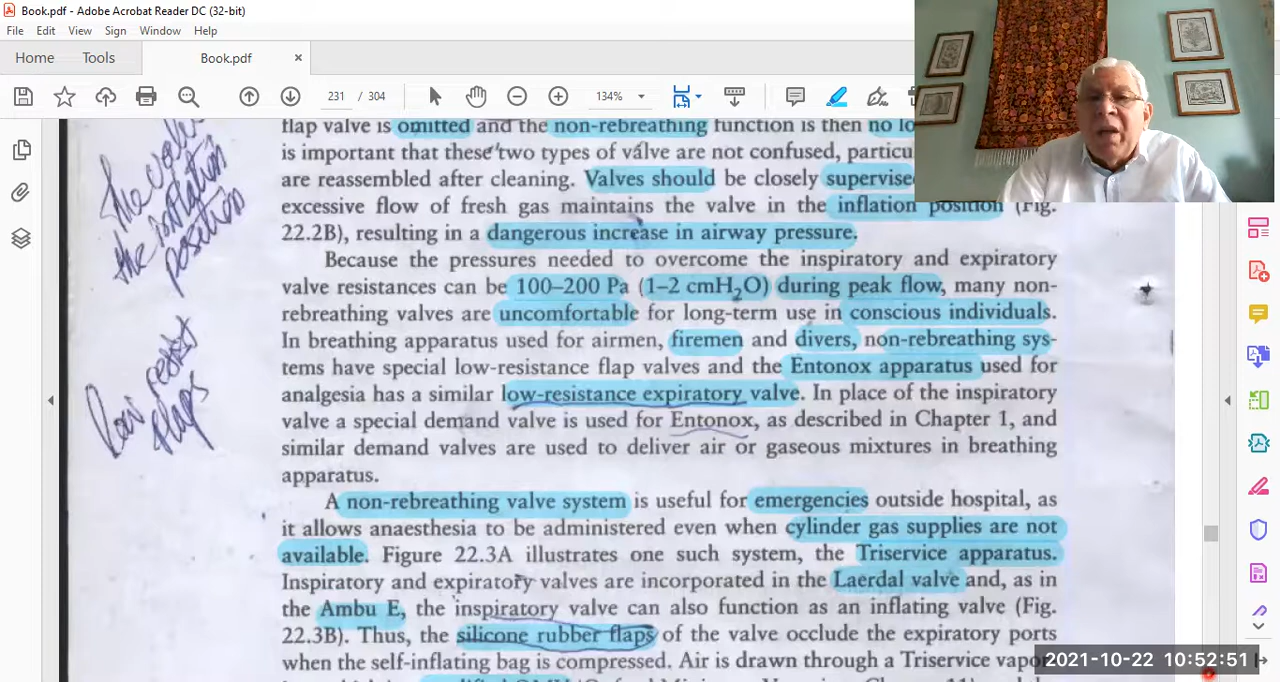 Book.pdf - Adobe Acrobat Reader DC (32-bit)
File Edit View Sign Window Help
Home Tools Book.pdf ×
231 / 304 134%
flap valve is omitted and the non-rebreathing function is then no lo
is important that these two types of valve are not confused, particu
are reassembled after cleaning. Valves should be closely supervise
excessive flow of fresh gas maintains the valve in the inflation position (Fig.
22.2B), resulting in a dangerous increase in airway pressure.
Because the pressures needed to overcome the inspiratory and expiratory
valve resistances can be 100–200 Pa (1–2 cmH₂O) during peak flow, many non-
rebreathing valves are uncomfortable for long-term use in conscious individuals.
In breathing apparatus used for airmen, firemen and divers, non-rebreathing sys-
tems have special low-resistance flap valves and the Entonox apparatus used for
analgesia has a similar low-resistance expiratory valve. In place of the inspiratory
valve a special demand valve is used for Entonox, as described in Chapter 1, and
similar demand valves are used to deliver air or gaseous mixtures in breathing
apparatus.
A non-rebreathing valve system is useful for emergencies outside hospital, as
it allows anaesthesia to be administered even when cylinder gas supplies are not
available. Figure 22.3A illustrates one such system, the Triservice apparatus.
Inspiratory and expiratory valves are incorporated in the Laerdal valve and, as in
the Ambu E, the inspiratory valve can also function as an inflating valve (Fig.
22.3B). Thus, the silicone rubber flaps of the valve occlude the expiratory ports
when the self-inflating bag is compressed. Air is drawn through a Triservice vapor
the valve
the
position
low resist
flaps
2021-10-22 10:52:51